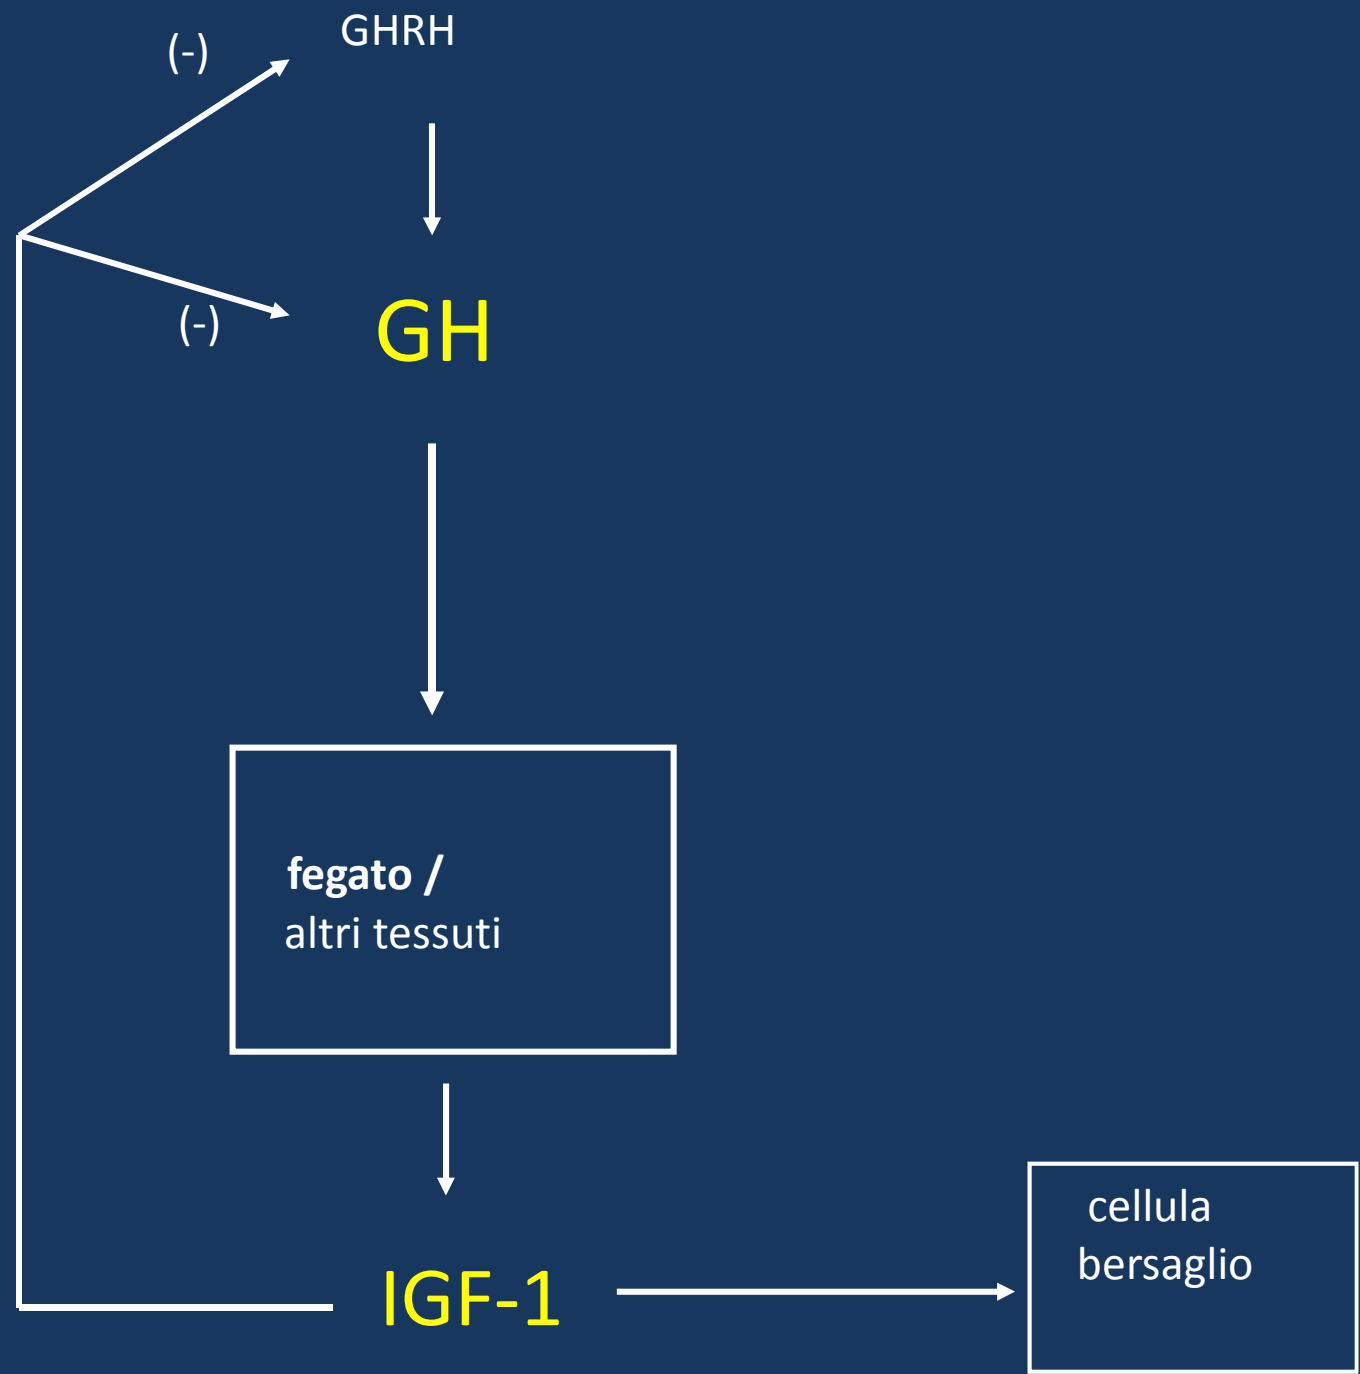 GHRH
(-)
(-)
GH
fegato /
altri tessuti
cellula
bersaglio
IGF-1